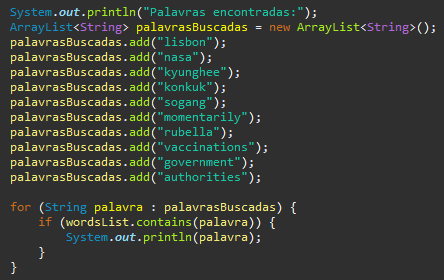 System.out.println("Palavras encontradas:");
ArrayList<String> palavrasBuscadas = new ArrayList<String>();
palavrasBuscadas.add("lisbon");
palavrasBuscadas.add("nasa");
palavrasBuscadas.add("kyunghee");
palavrasBuscadas.add("konkuk");
palavrasBuscadas.add("sogang");
palavrasBuscadas.add("momentarily");
palavrasBuscadas.add("rubella");
palavrasBuscadas.add("vaccinations");
palavrasBuscadas.add("government");
palavrasBuscadas.add("authorities");
for (String palavra : palavrasBuscadas) {
    if (wordsList.contains(palavra)) {
        System.out.println(palavra);
    }
}